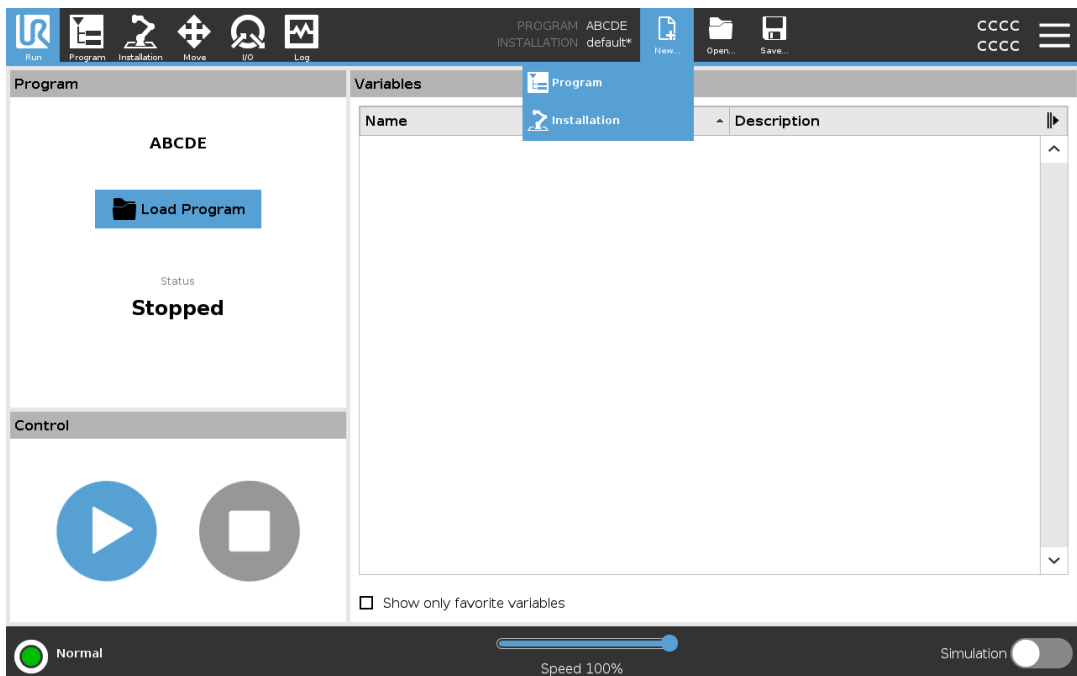 PROGRAM ABCDE
INSTALLATION default*
Run
Program
Installation
Move
I/O
Log
New...
Open...
Save...
CCCC
CCCC
Program
Variables
Program
Installation
ABCDE
Load Program
Status
Stopped
Control
Name
Description
Show only favorite variables
Normal
Speed 100%
Simulation